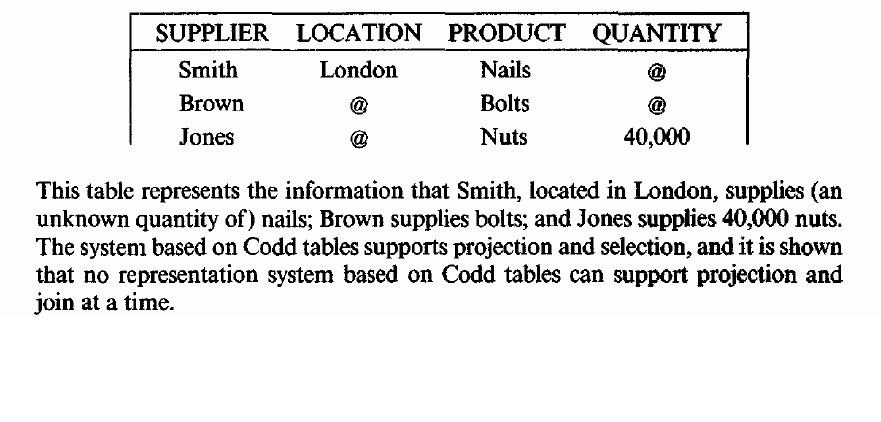 SUPPLIER LOCATION PRODUCT QUANTITY
Smith London Nails @
Brown @ Bolts @
Jones @ Nuts 40,000
This table represents the information that Smith, located in London, supplies (an
unknown quantity of) nails; Brown supplies bolts; and Jones supplies 40,000 nuts.
The system based on Codd tables supports projection and selection, and it is shown
that no representation system based on Codd tables can support projection and
join at a time.